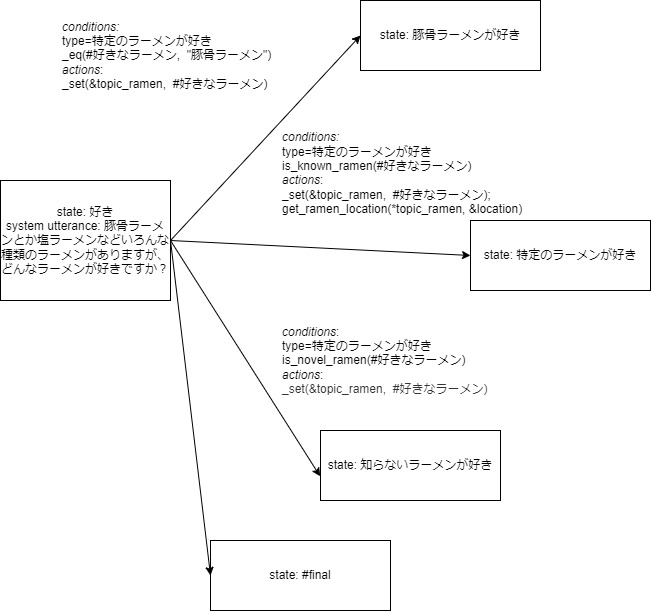 conditions:
type=特定のラーメンが好き
_eq(#好きなラーメン, "豚骨ラーメン")
actions:
_set(&topic_ramen, #好きなラーメン)
state: 豚骨ラーメンが好き
conditions:
type=特定のラーメンが好き
is_known_ramen(#好きなラーメン)
actions:
_set(&topic_ramen, #好きなラーメン);
get_ramen_location(*topic_ramen, &location)
state: 好き
system utterance: 豚骨ラーメ
ンとか塩ラーメンなどいろんな
種類のラーメンがありますが、
どんなラーメンが好きですか？
state: 特定のラーメンが好き
conditions:
type=特定のラーメンが好き
is_novel_ramen(#好きなラーメン)
actions:
_set(&topic_ramen, #好きなラーメン)
state: 知らないラーメンが好き
state: #final